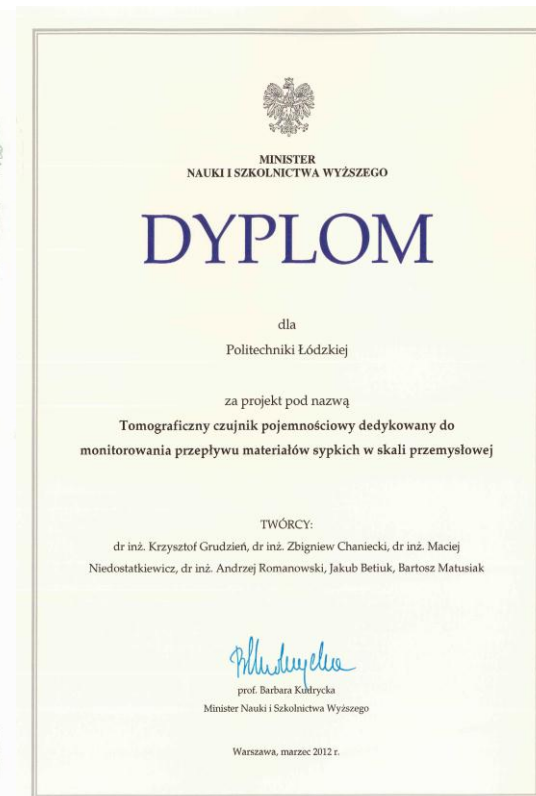 MINISTER
NAUKI I SZKOLNICTWA WYŻSZEGO
DYPLOM
dla
Politechniki Łódzkiej
za projekt pod nazwą
Tomograficzny czujnik pojemnościowy dedykowany do
monitorowania przepływu materiałów sypkich w skali przemysłowej
TWÓRCY:
dr inż. Krzysztof Grudzień, dr inż. Zbigniew Chaniecki, dr inż. Maciej
Niedostatkiewicz, dr inż. Andrzej Romanowski, Jakub Betiuk, Bartosz Matusiak
prof. Barbara Kudrycka
Minister Nauki i Szkolnictwa Wyższego
Warszawa, marzec 2012 r.